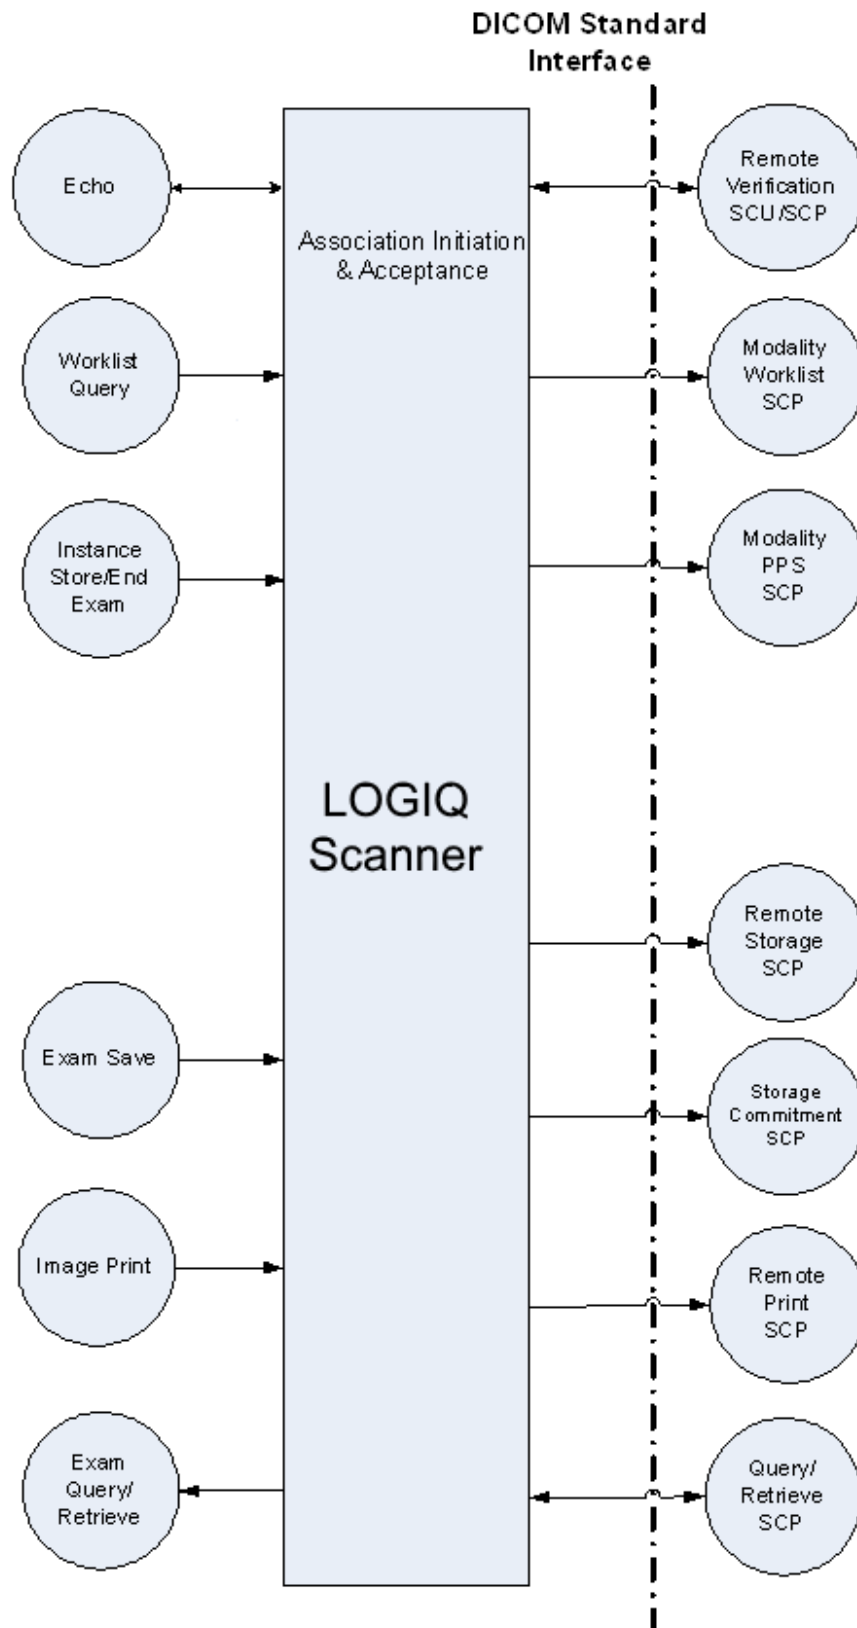 DICOM Standard
Interface
Echo
Association Initiation
& Acceptance
Remote
Verification
SCU/SCP
Worklist
Query
Modality
Worklist
SCP
Instance
Store/End
Exam
Modality
PPS
SCP
LOGIQ
Scanner
Remote
Storage
SCP
Exam Save
Storage
Commitment
SCP
Image Print
Remote
Print
SCP
Exam
Query/
Retrieve
Query/
Retrieve
SCP